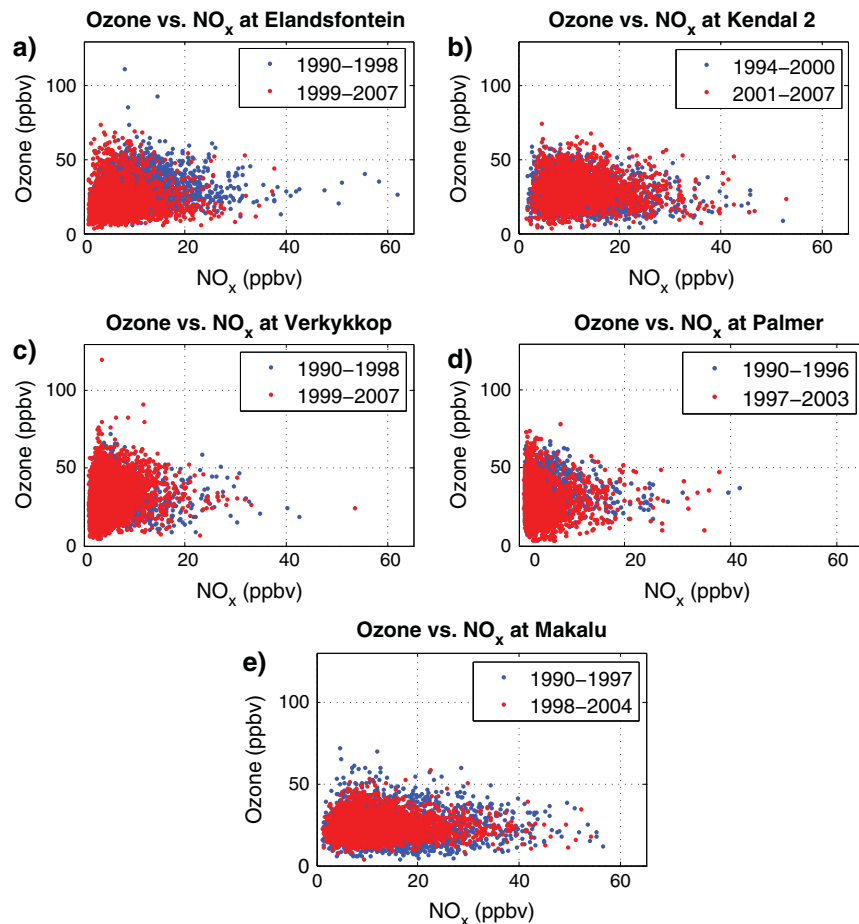 a)
Ozone vs. NOx at Elandsfontein
1990−1998
1999−2007
100
50
0
Ozone (ppbv)
0 20 40 60
NOx (ppbv)
b)
Ozone vs. NOx at Kendal 2
1994−2000
2001−2007
100
50
0
Ozone (ppbv)
0 20 40 60
NOx (ppbv)
c)
Ozone vs. NOx at Verkykkop
1990−1998
1999−2007
100
50
0
Ozone (ppbv)
0 20 40 60
NOx (ppbv)
d)
Ozone vs. NOx at Palmer
1990−1996
1997−2003
100
50
0
Ozone (ppbv)
0 20 40 60
NOx (ppbv)
e)
Ozone vs. NOx at Makalu
1990−1997
1998−2004
100
50
0
Ozone (ppbv)
0 20 40 60
NOx (ppbv)